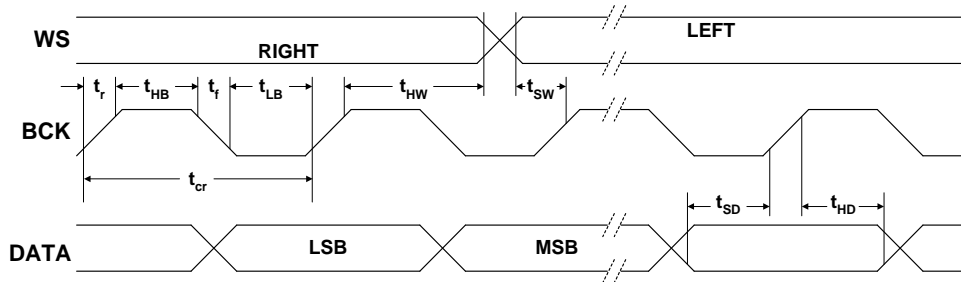 WS
RIGHT
LEFT
tr tHB tf tLB tHW tSW
BCK
tcr
tSD tHD
DATA
LSB
MSB